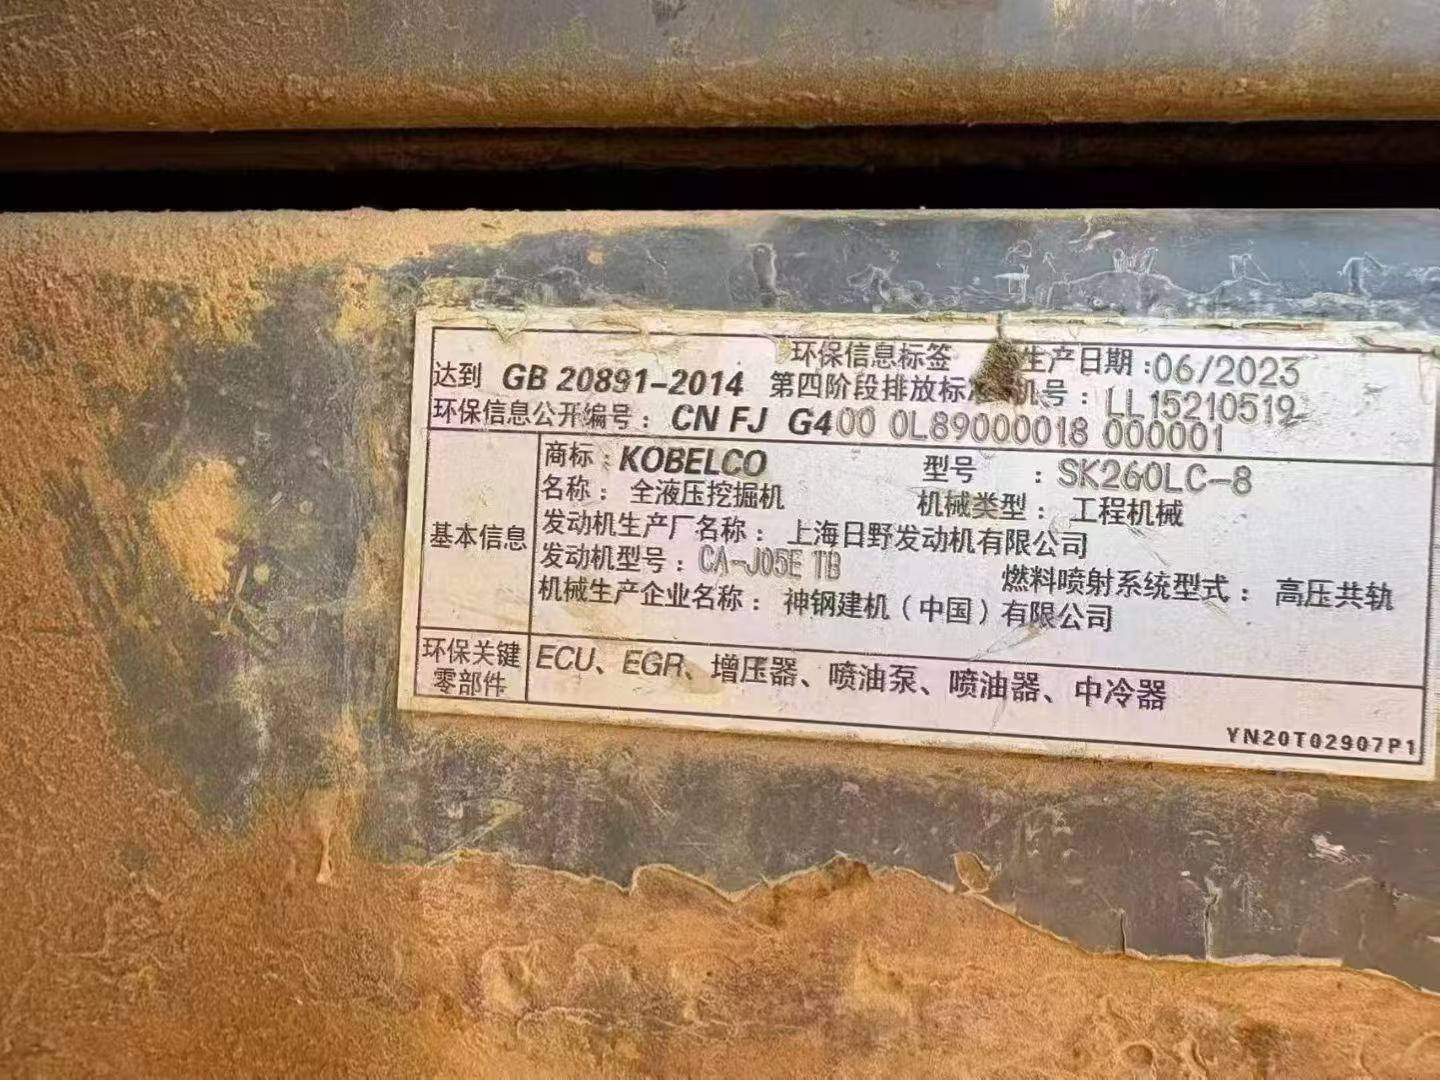 环保信息标签 生产日期:06/2023
达到 GB 20891-2014 第四阶段排放标准 机号:LL15210519
环保信息公开编号:CN FJ G400 0L89000018 000001
基本信息
商标:KOBELCO 型号:SK260LC-8
名称:全液压挖掘机 机械类型:工程机械
发动机生产厂名称:上海日野发动机有限公司
发动机型号:CA-J05E TB 燃料喷射系统型式:高压共轨
机械生产企业名称:神钢建机(中国)有限公司
环保关键
零部件
ECU、EGR、增压器、喷油泵、喷油器、中冷器
YN20T02907P1